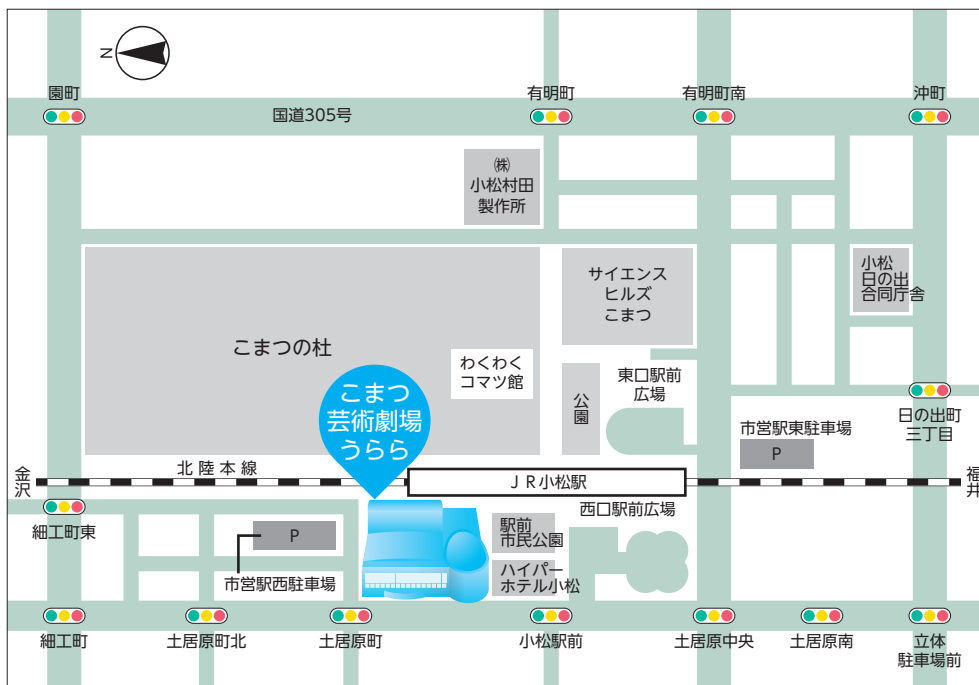 N
園町
国道305号
有明町
有明町南
沖町
㈱
小松村田
製作所
サイエンス
ヒルズ
こまつ
小松
日の出
合同庁舎
こまつの杜
わくわく
コマツ館
こまつ
芸術劇場
うらら
公園
東口駅前
広場
日の出町
三丁目
市営駅東駐車場
P
金沢
北陸本線
JR小松駅
福井
細工町東
西口駅前広場
駅前
市民公園
P
市営駅西駐車場
ハイパー
ホテル小松
細工町
土居原町北
土居原町
小松駅前
土居原中央
土居原南
立体
駐車場前